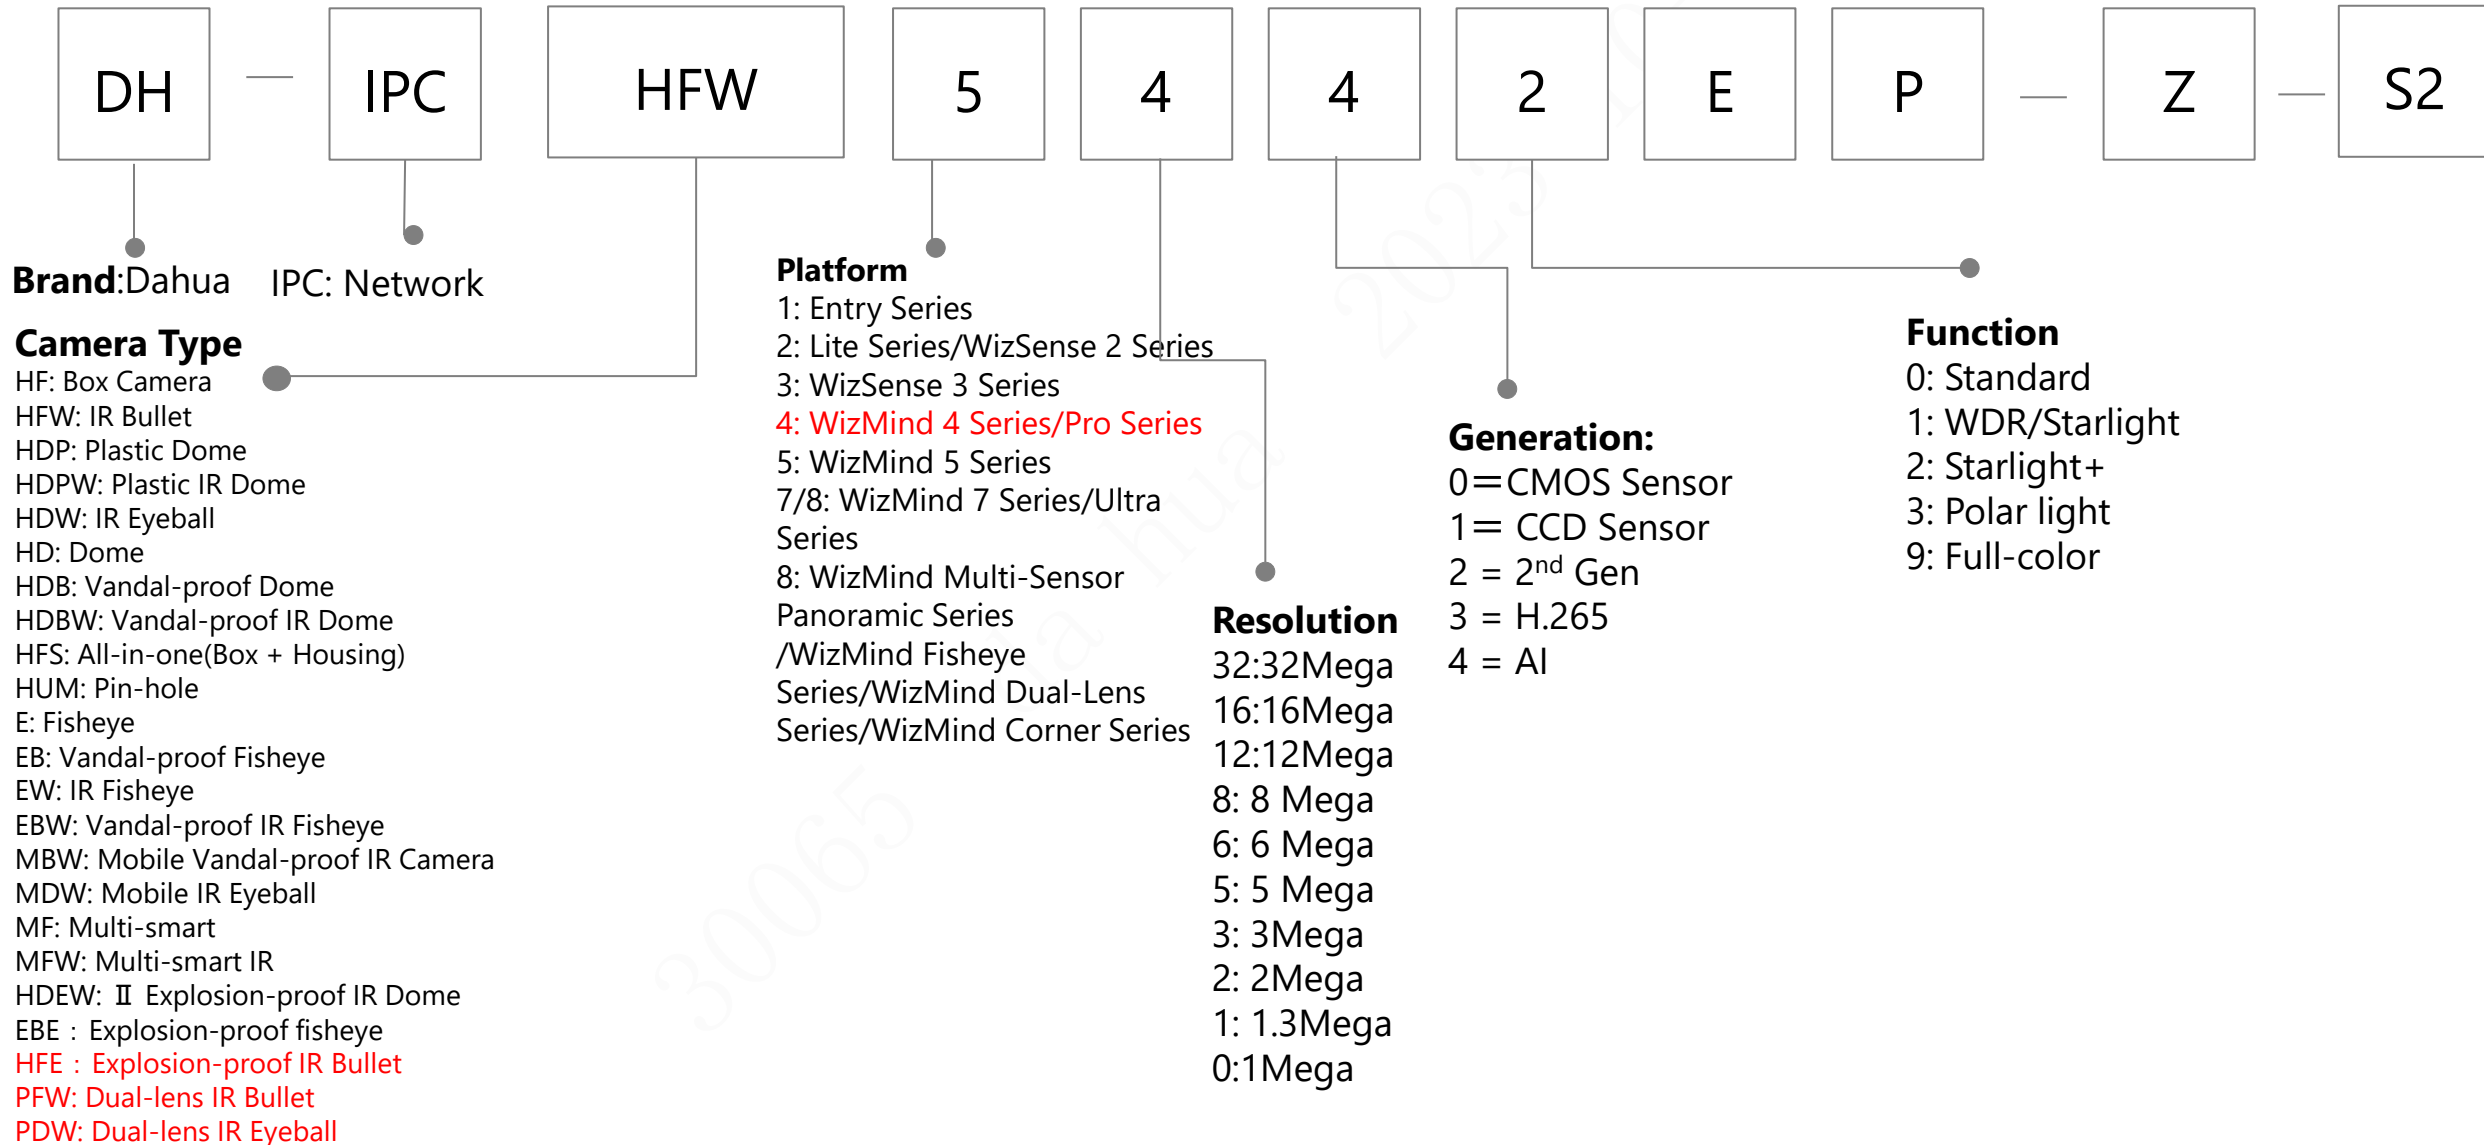 DH — IPC HFW 5 4 4 2 E P — Z — S2
Brand:Dahua
IPC: Network
Camera Type
HF: Box Camera
HFW: IR Bullet
HDP: Plastic Dome
HDPW: Plastic IR Dome
HDW: IR Eyeball
HD: Dome
HDB: Vandal-proof Dome
HDBW: Vandal-proof IR Dome
HFS: All-in-one(Box + Housing)
HUM: Pin-hole
E: Fisheye
EB: Vandal-proof Fisheye
EW: IR Fisheye
EBW: Vandal-proof IR Fisheye
MBW: Mobile Vandal-proof IR Camera
MDW: Mobile IR Eyeball
MF: Multi-smart
MFW: Multi-smart IR
HDEW: Ⅱ Explosion-proof IR Dome
EBE：Explosion-proof fisheye
HFE：Explosion-proof IR Bullet
PFW: Dual-lens IR Bullet
PDW: Dual-lens IR Eyeball
Platform
1: Entry Series
2: Lite Series/WizSense 2 Series
3: WizSense 3 Series
4: WizMind 4 Series/Pro Series
5: WizMind 5 Series
7/8: WizMind 7 Series/Ultra
Series
8: WizMind Multi-Sensor
Panoramic Series
/WizMind Fisheye
Series/WizMind Dual-Lens
Series/WizMind Corner Series
Resolution
32:32Mega
16:16Mega
12:12Mega
8: 8 Mega
6: 6 Mega
5: 5 Mega
3: 3Mega
2: 2Mega
1: 1.3Mega
0:1Mega
Generation:
0＝CMOS Sensor
1＝ CCD Sensor
2 = 2nd Gen
3 = H.265
4 = AI
Function
0: Standard
1: WDR/Starlight
2: Starlight+
3: Polar light
9: Full-color
30065 da hua 2023